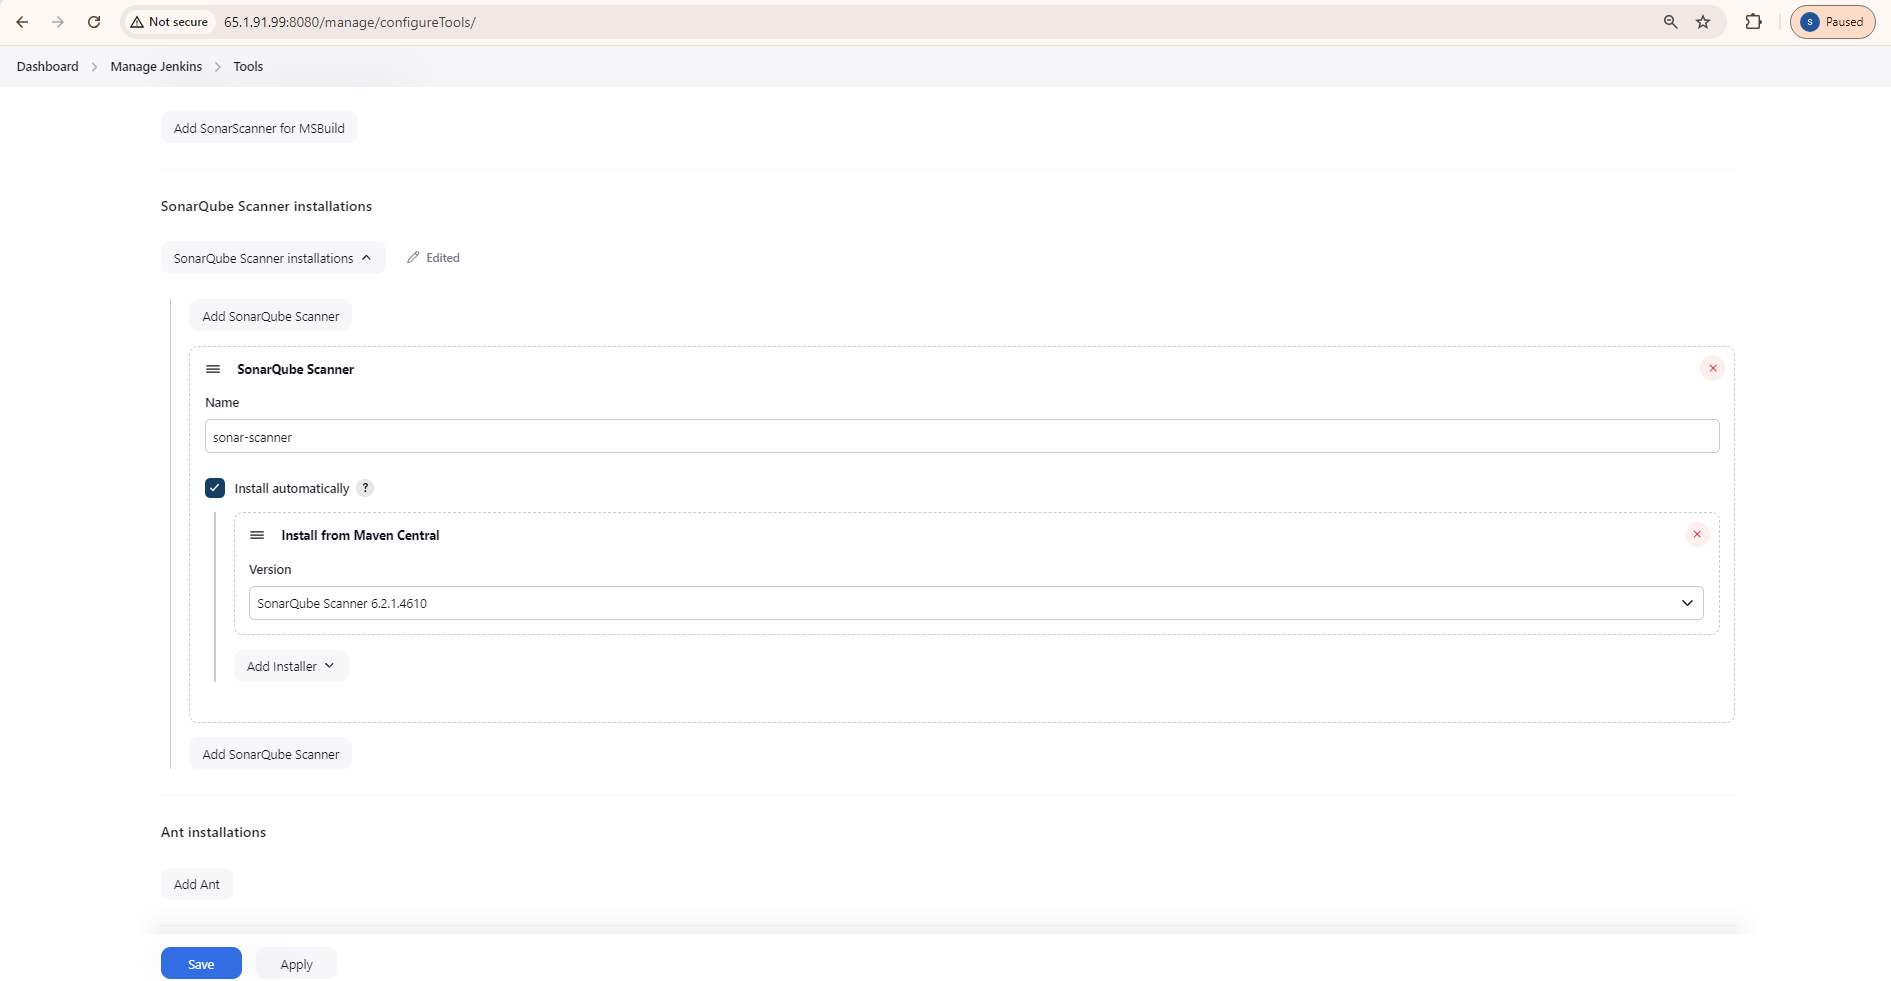 Not secure 65.1.91.99:8080/manage/configureTools/ S Paused
Dashboard Manage Jenkins Tools
Add SonarScanner for MSBuild
SonarQube Scanner installations
SonarQube Scanner installations Edited
Add SonarQube Scanner
SonarQube Scanner
Name
sonar-scanner
Install automatically ?
Install from Maven Central
Version
SonarQube Scanner 6.2.1.4610
Add Installer
Add SonarQube Scanner
Ant installations
Add Ant
Save Apply